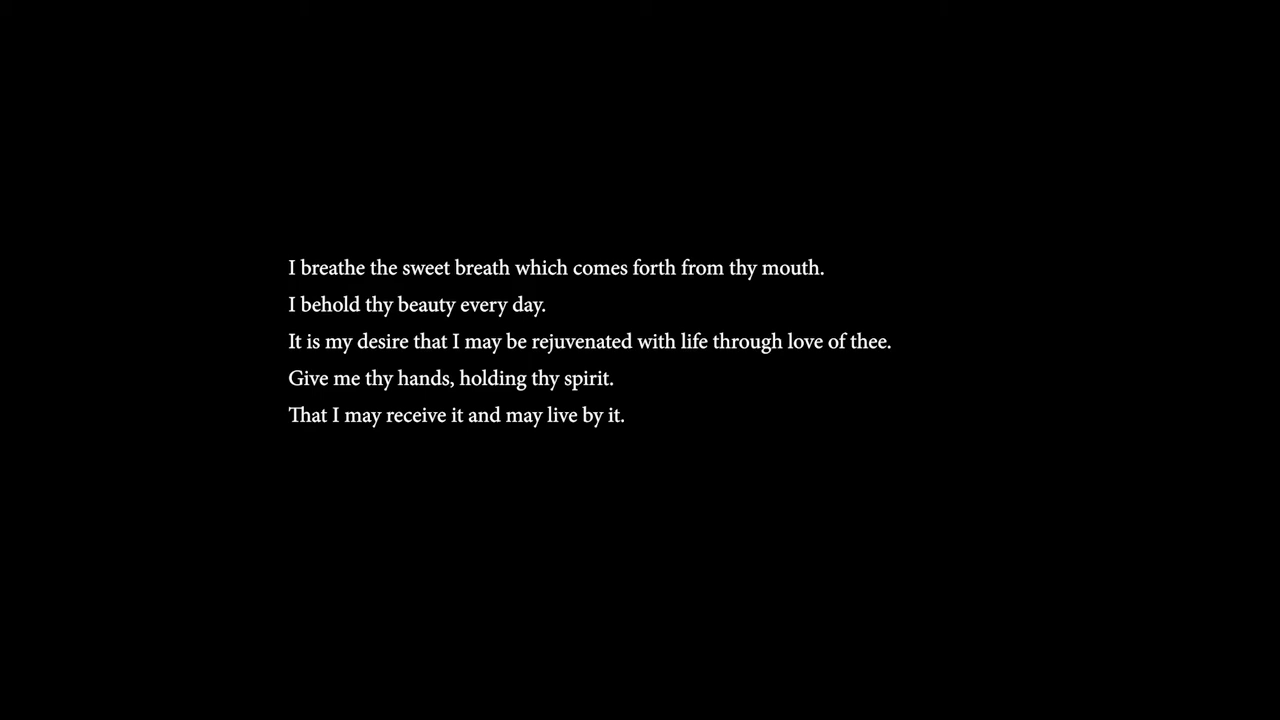 I breathe the sweet breath which comes forth from thy mouth.
I behold thy beauty every day.
It is my desire that I may be rejuvenated with life through love of thee.
Give me thy hands, holding thy spirit.
That I may receive it and may live by it.